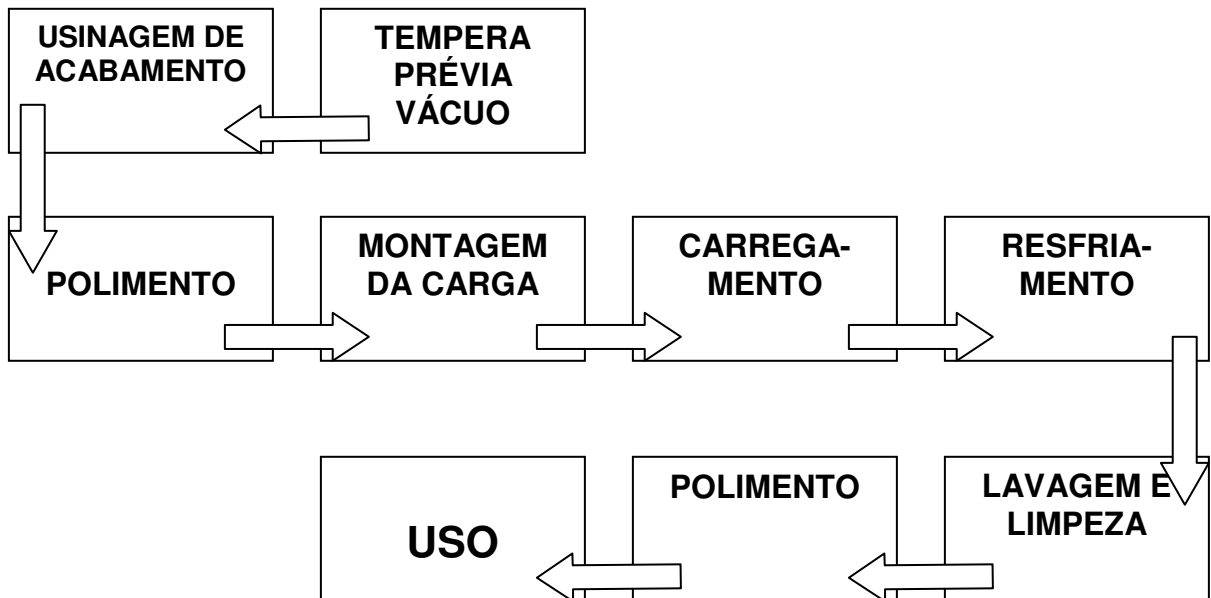 USINAGEM DE
ACABAMENTO
TEMPERA
PRÉVIA
VÁCUO
POLIMENTO
MONTAGEM
DA CARGA
CARREGA-
MENTO
RESFRIA-
MENTO
USO
POLIMENTO
LAVAGEM E
LIMPEZA